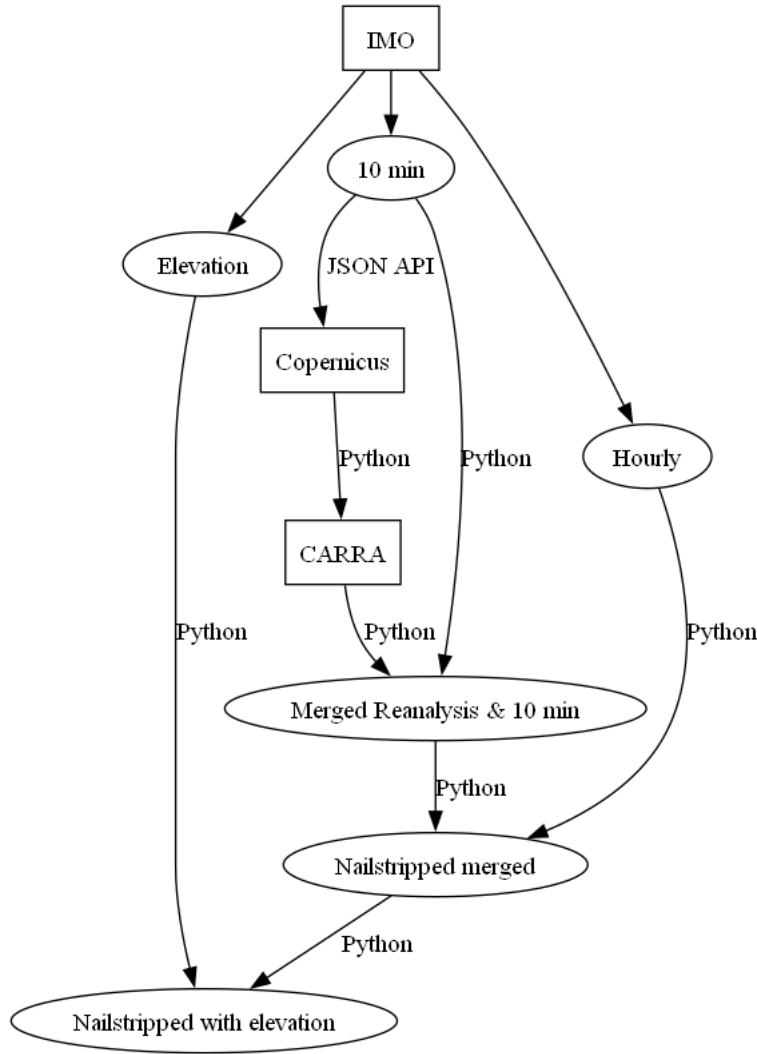 IMO
10 min
Elevation
JSON API
Copernicus
Python
Python
Hourly
CARRA
Python
Python
Python
Merged Reanalysis & 10 min
Python
Nailstripped merged
Python
Nailstripped with elevation